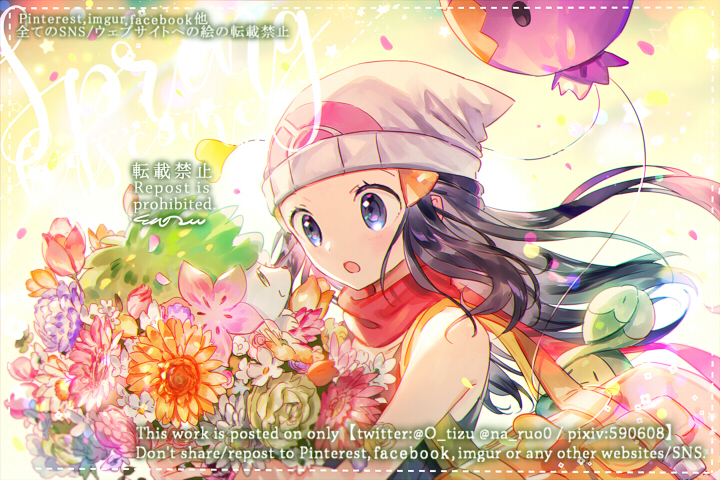 Pinterest,imgur,facebook他
全てのSNS/ウェブサイトへの絵の転載禁止
Spring
転載禁止
Repost is
prohibited.
This work is posted on only【twitter:@O_tizu @na_ruo0 / pixiv:590608】
Don't share/repost to Pinterest,facebook,imgur or any other websites/SNS.